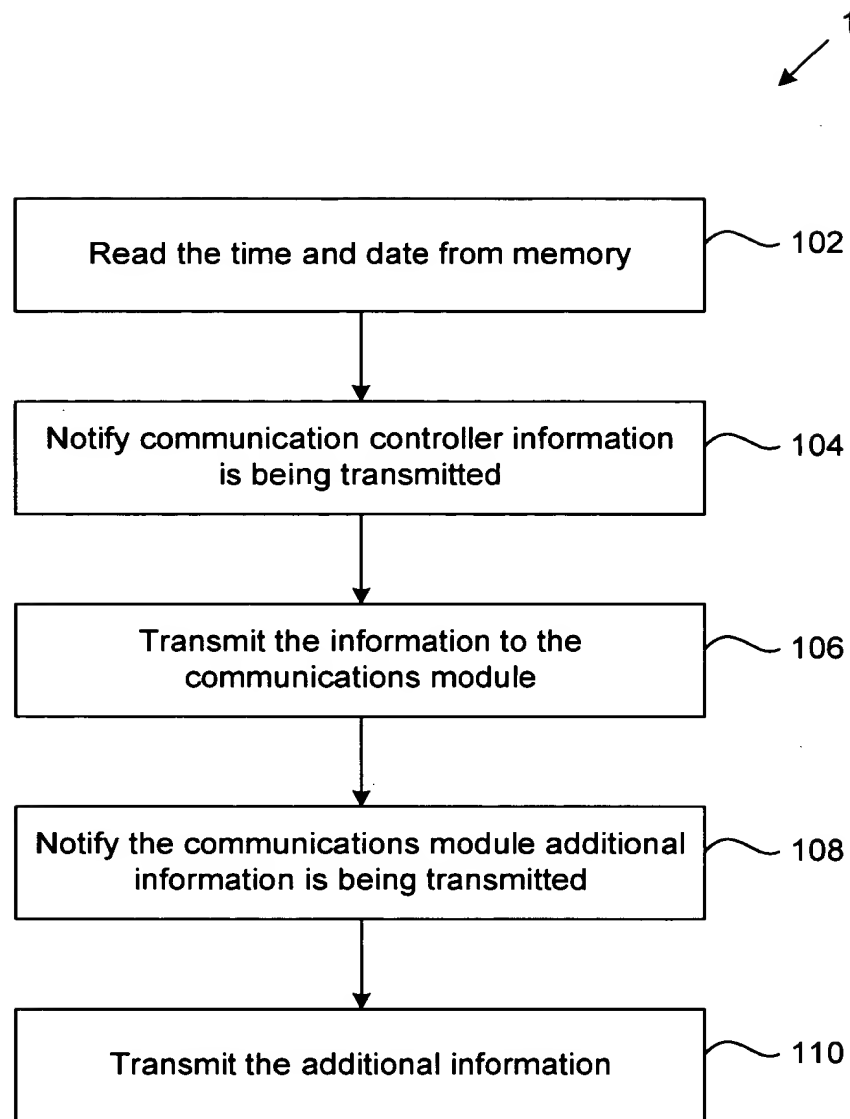 Read the time and date from memory
102
Notify communication controller information
is being transmitted
104
Transmit the information to the
communications module
106
Notify the communications module additional
information is being transmitted
108
Transmit the additional information
110